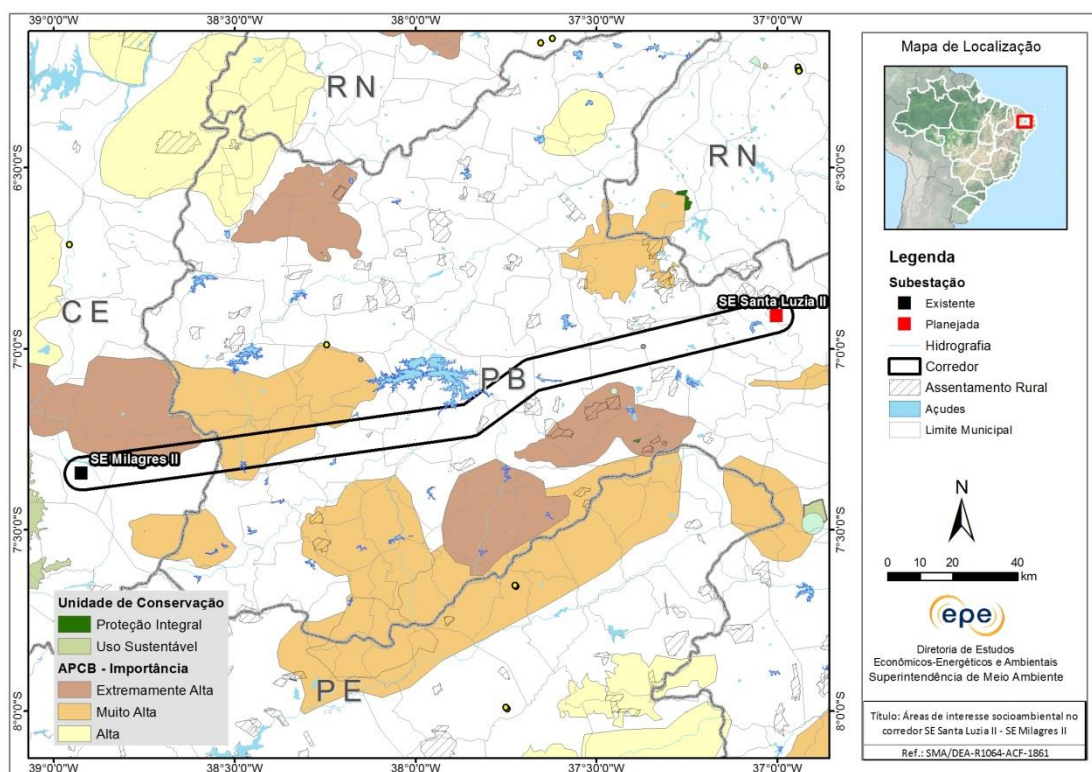 39°0'0"W
38°30'0"W
38°0'0"W
37°30'0"W
37°0'0"W
6°30'0"S
7°0'0"S
7°30'0"S
8°0'0"S
RN
RN
CE
PB
PE
SE Santa Luzia II
SE Milagres II
Unidade de Conservação
Proteção Integral
Uso Sustentável
APCB - Importância
Extremamente Alta
Muito Alta
Alta
39°0'0"W
38°30'0"W
38°0'0"W
37°30'0"W
37°0'0"W
6°30'0"S
7°0'0"S
7°30'0"S
8°0'0"S
Mapa de Localização
Legenda
Subestação
Existente
Planejada
Hidrografia
Corredor
Assentamento Rural
Açudes
Limite Municipal
N
0 10 20 40
km
epe
Diretoria de Estudos
Econômicos-Energéticos e Ambientais
Superintendência de Meio Ambiente
Título: Áreas de interesse socioambiental no
corredor SE Santa Luzia II - SE Milagres II
Ref.: SMA/DEA-R1064-ACF-1861